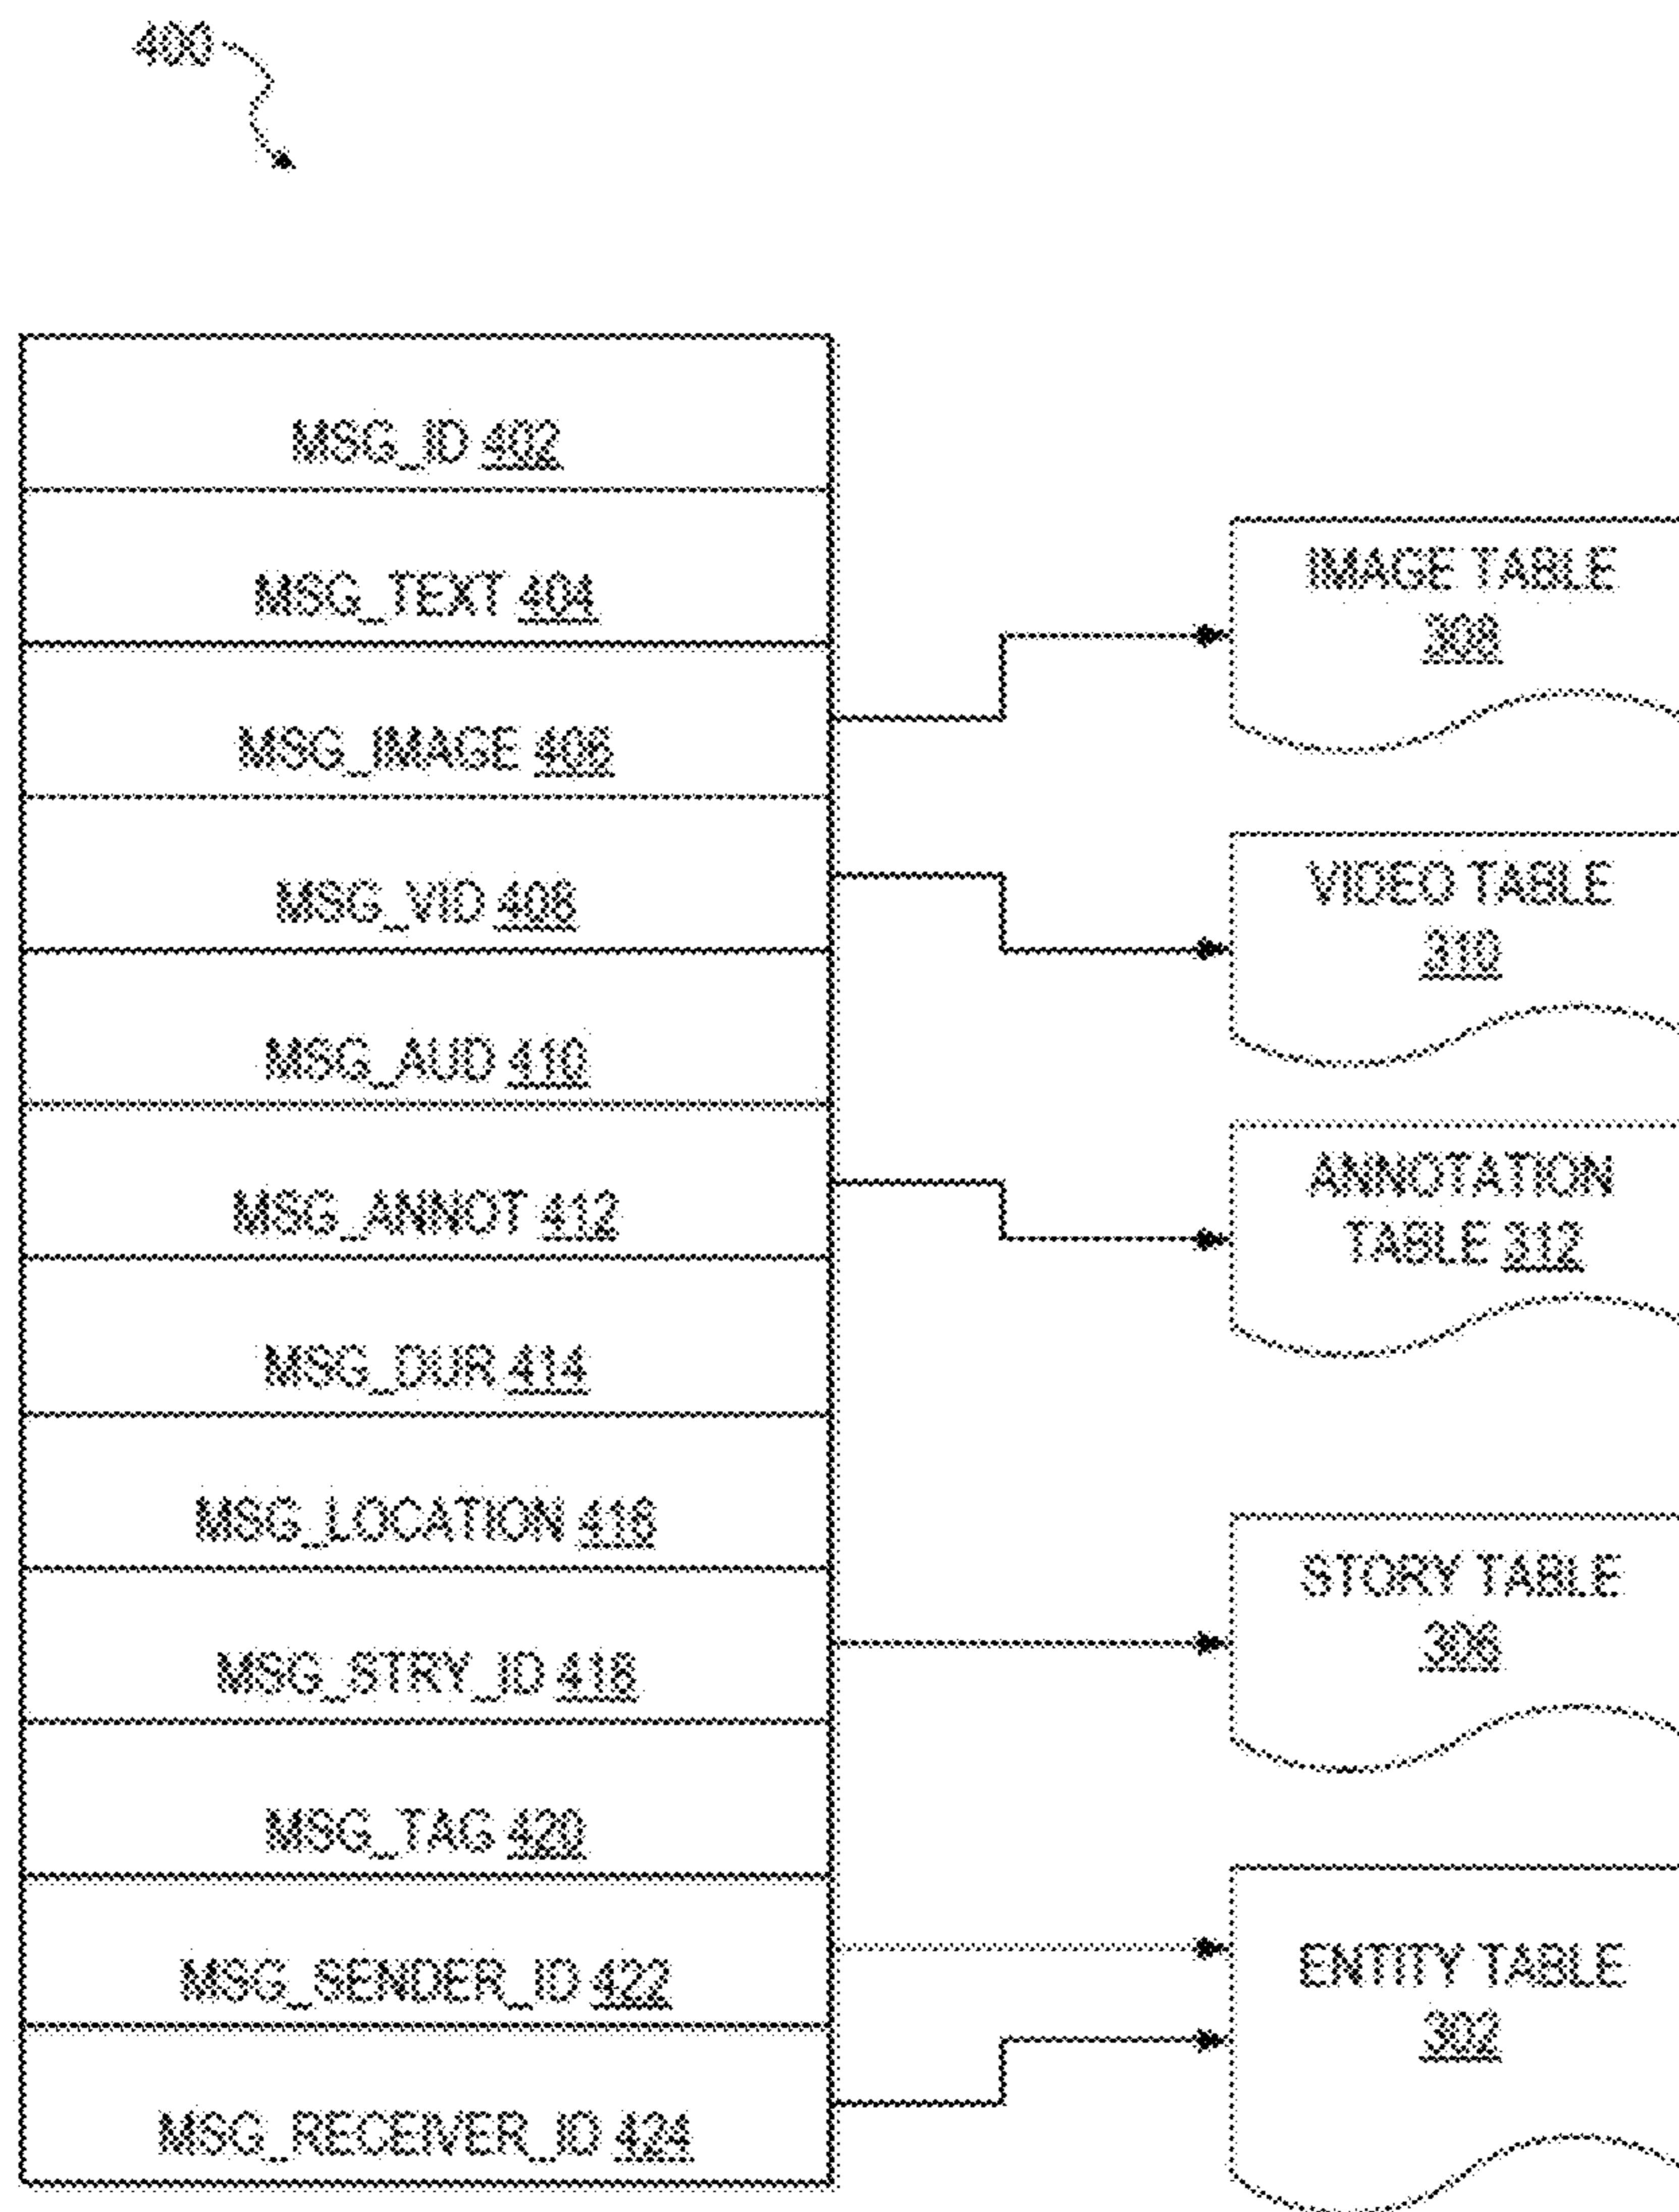 400
MSG_ID 402
MSG_TEXT 404
MSG_IMAGE 406
MSG_VID 408
MSG_AUD 410
MSG_ANNOT 412
MSG_DUR 414
MSG_LOCATION 416
MSG_STRY_ID 418
MSG_TAG 420
MSG_SENDER_ID 422
MSG_RECEIVER_ID 424
IMAGE TABLE
308
VIDEO TABLE
310
ANNOTATION
TABLE 312
STORY TABLE
306
ENTITY TABLE
302